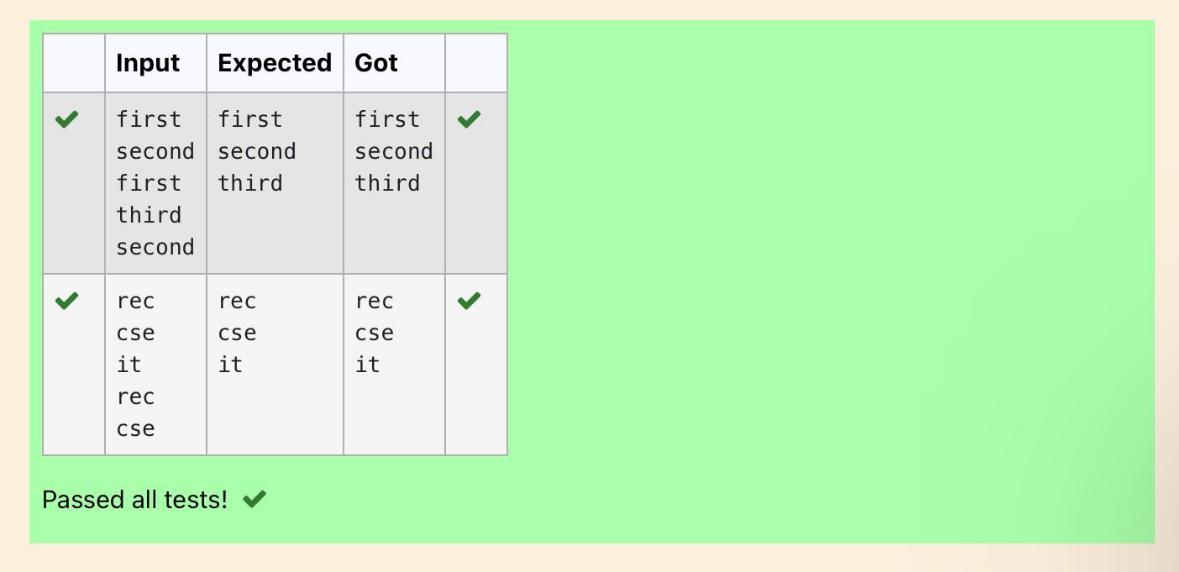 Input Expected Got
first first first
second second second
first third third
third
second
rec rec rec
cse cse cse
it it it
rec
cse
Passed all tests!